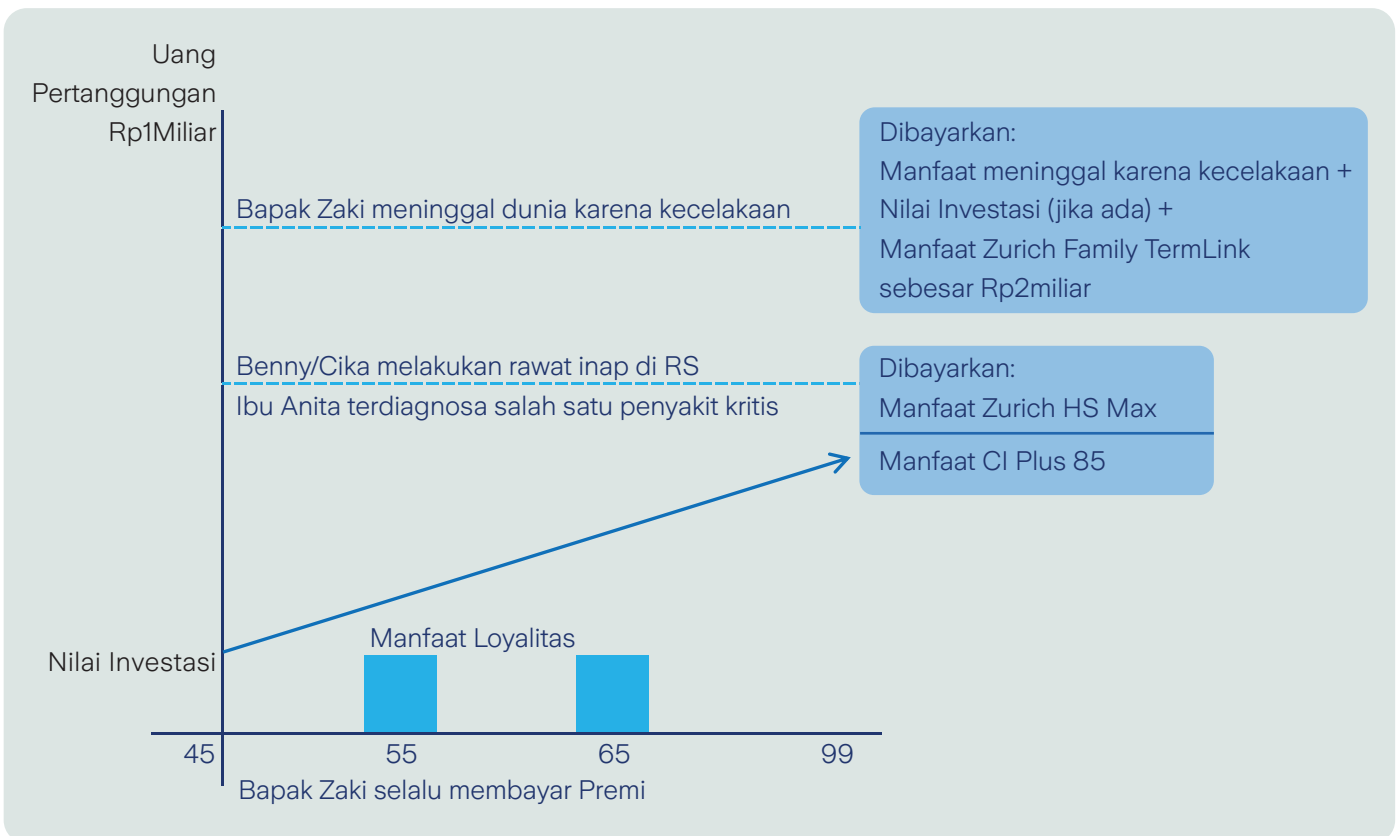 Uang
Pertanggungan
Rp1Miliar
Bapak Zaki meninggal dunia karena kecelakaan
Dibayarkan:
Manfaat meninggal karena kecelakaan +
Nilai Investasi (jika ada) +
Manfaat Zurich Family TermLink
sebesar Rp2miliar
Benny/Cika melakukan rawat inap di RS
Ibu Anita terdiagnosa salah satu penyakit kritis
Dibayarkan:
Manfaat Zurich HS Max
Manfaat CI Plus 85
Manfaat Loyalitas
Nilai Investasi
45 55 65 99
Bapak Zaki selalu membayar Premi